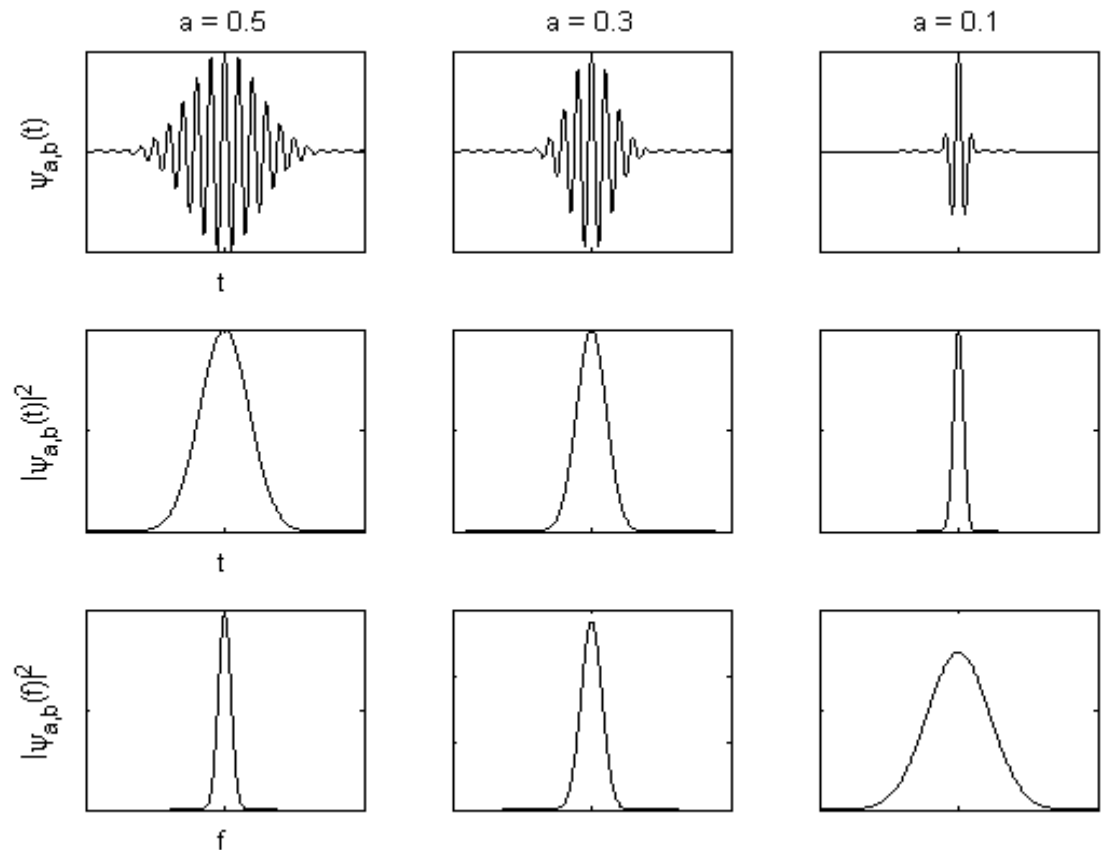 a = 0.5 a = 0.3 a = 0.1
ψa,b(t)
t
|ψa,b(t)|2
t
|ψa,b(f)|2
f